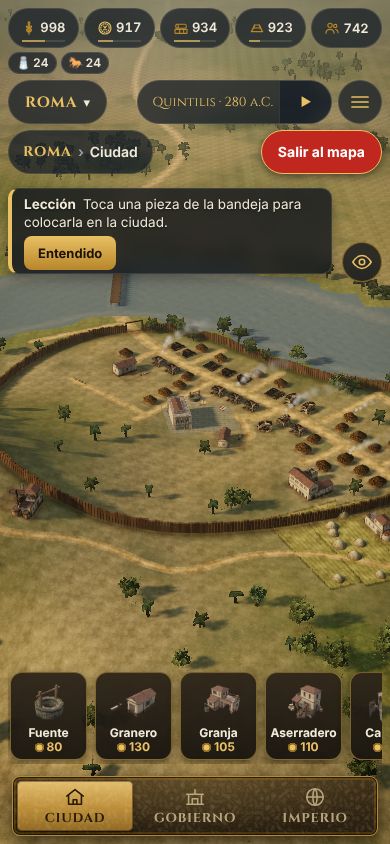 998 917 934 923 742
24 24
ROMA ▾ QUINTILIS · 280 A.C.
ROMA › Ciudad Salir al mapa
Lección Toca una pieza de la bandeja para
colocarla en la ciudad.
Entendido
Fuente Granero Granja Aserradero Ca
80 130 105 110
CIUDAD GOBIERNO IMPERIO